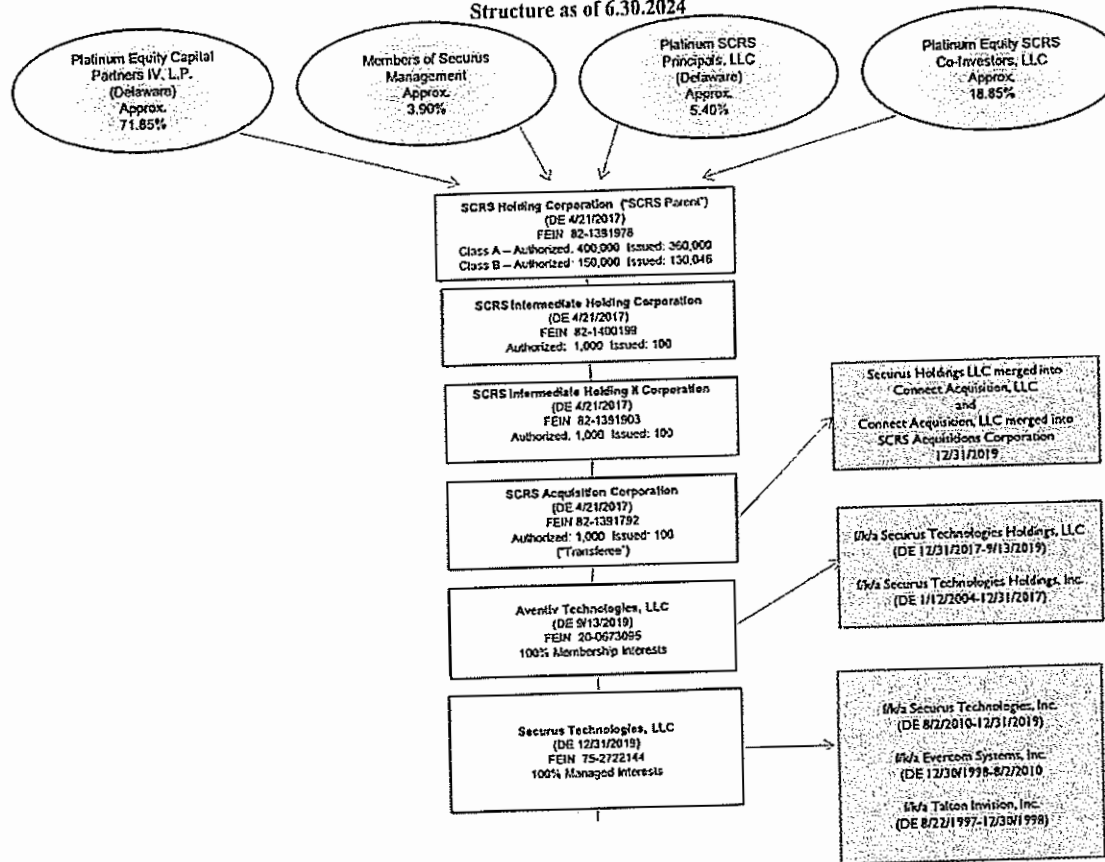 Structure as of 6.30.2024
Platinum Equity Capital
Partners IV, L.P.
(Delaware)
Approx.
71.85%
Members of Securus
Management
Approx.
3.90%
Platinum SCRS
Principals, LLC
(Delaware)
Approx.
5.40%
Platinum Equity SCRS
Co-Investors, LLC
Approx.
18.85%
SCRS Holding Corporation ("SCRS Parent")
(DE 4/21/2017)
FEIN 82-1391978
Class A – Authorized: 400,000 Issued: 360,000
Class B – Authorized: 150,000 Issued: 130,046
SCRS Intermediate Holding Corporation
(DE 4/21/2017)
FEIN 82-1400199
Authorized: 1,000 Issued: 100
SCRS Intermediate Holding II Corporation
(DE 4/21/2017)
FEIN 82-1391903
Authorized: 1,000 Issued: 100
SCRS Acquisition Corporation
(DE 4/21/2017)
FEIN 82-1391792
Authorized: 1,000 Issued: 100
("Transferee")
Aventiv Technologies, LLC
(DE 9/13/2019)
FEIN 20-0673095
100% Membership Interests
Securus Technologies, LLC
(DE 12/31/2019)
FEIN 75-2722144
100% Managed Interests
Securus Holdings LLC merged into
Connect Acquisition, LLC
and
Connect Acquisition, LLC merged into
SCRS Acquisitions Corporation
12/31/2019
f/k/a Securus Technologies Holdings, LLC
(DE 12/31/2017-9/13/2019)
f/k/a Securus Technologies Holdings, Inc.
(DE 1/12/2004-12/31/2017)
f/k/a Securus Technologies, Inc.
(DE 8/2/2010-12/31/2019)
f/k/a Evercom Systems, Inc.
(DE 12/30/1998-8/2/2010
f/k/a Talton Invision, Inc.
(DE 8/22/1997-12/30/1998)